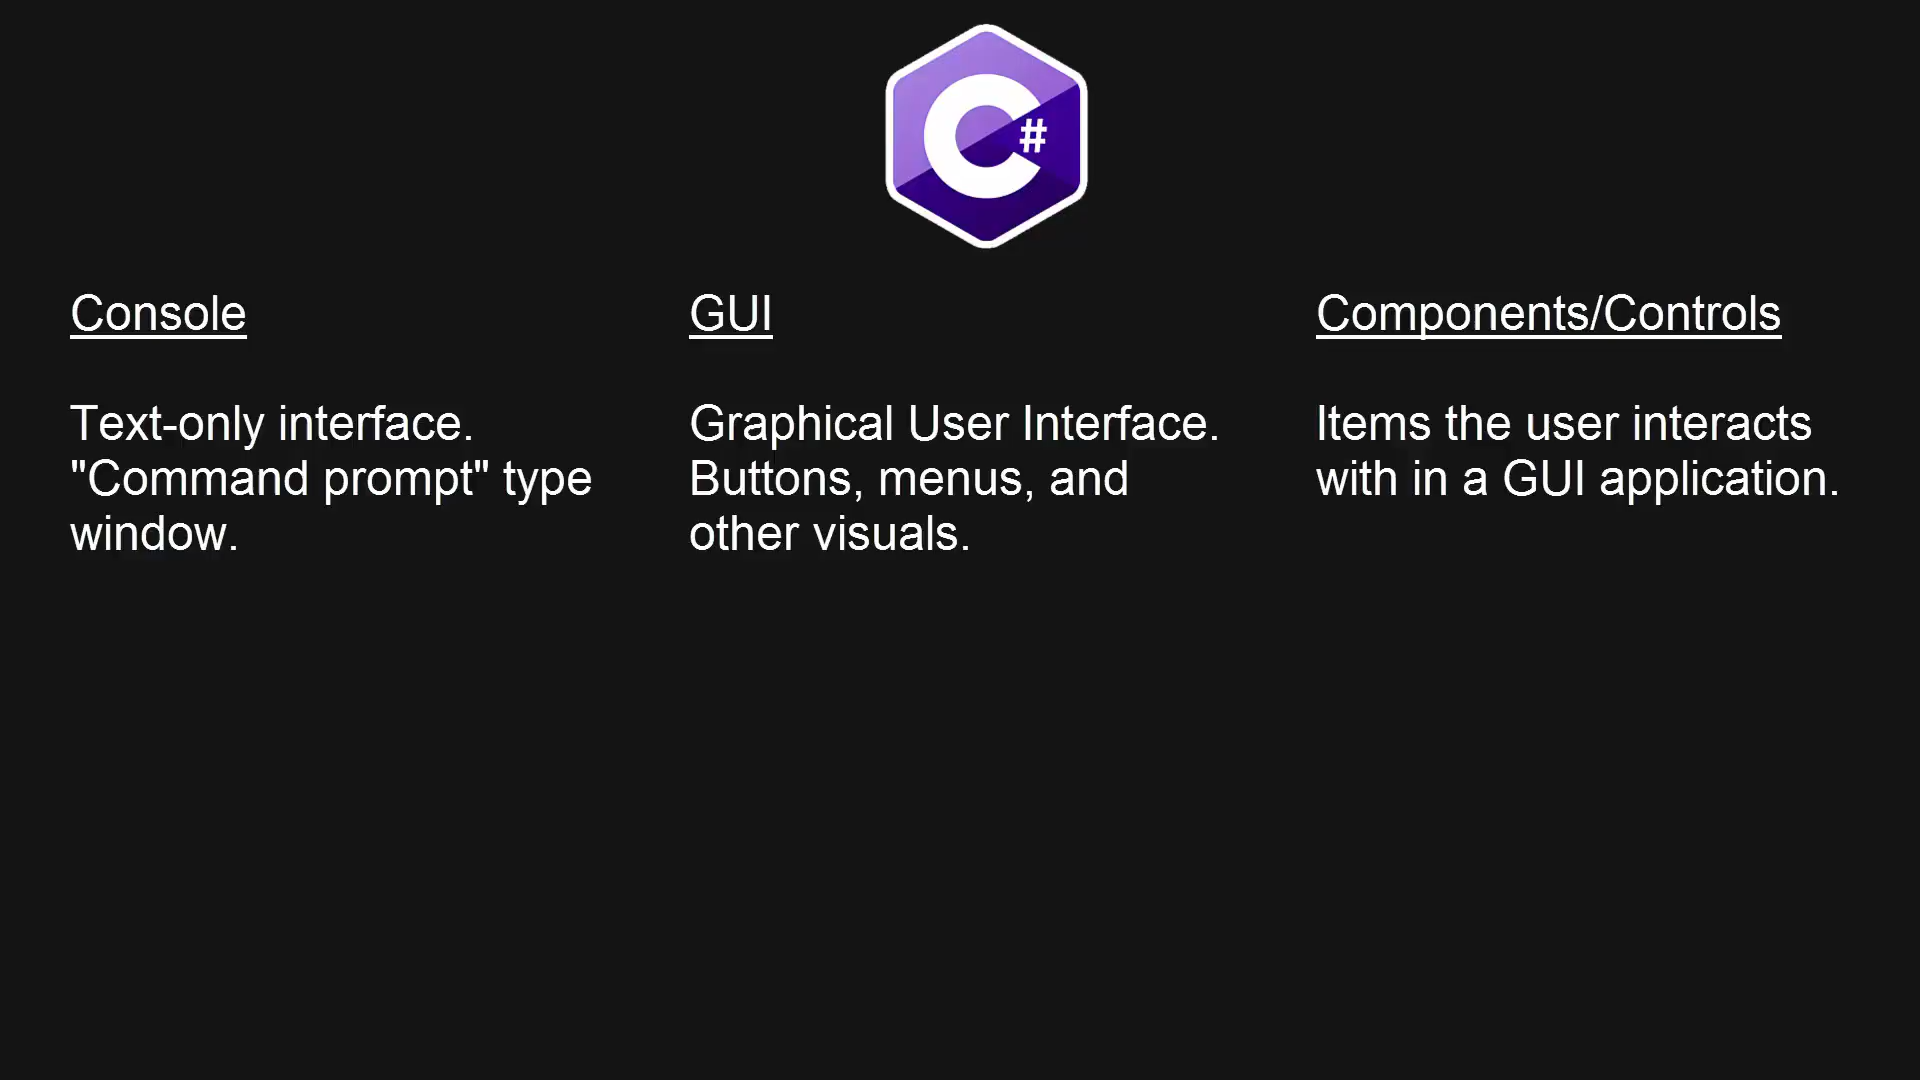 C#
Console
Text-only interface.
"Command prompt" type
window.
GUI
Graphical User Interface.
Buttons, menus, and
other visuals.
Components/Controls
Items the user interacts
with in a GUI application.